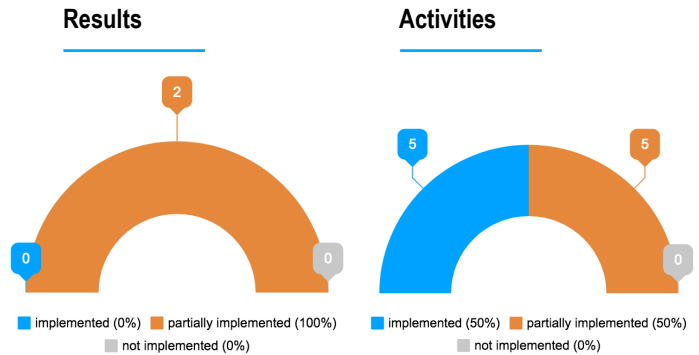 Results
2
0
0
implemented (0%) partially implemented (100%)
not implemented (0%)
Activities
5
5
0
implemented (50%) partially implemented (50%)
not implemented (0%)